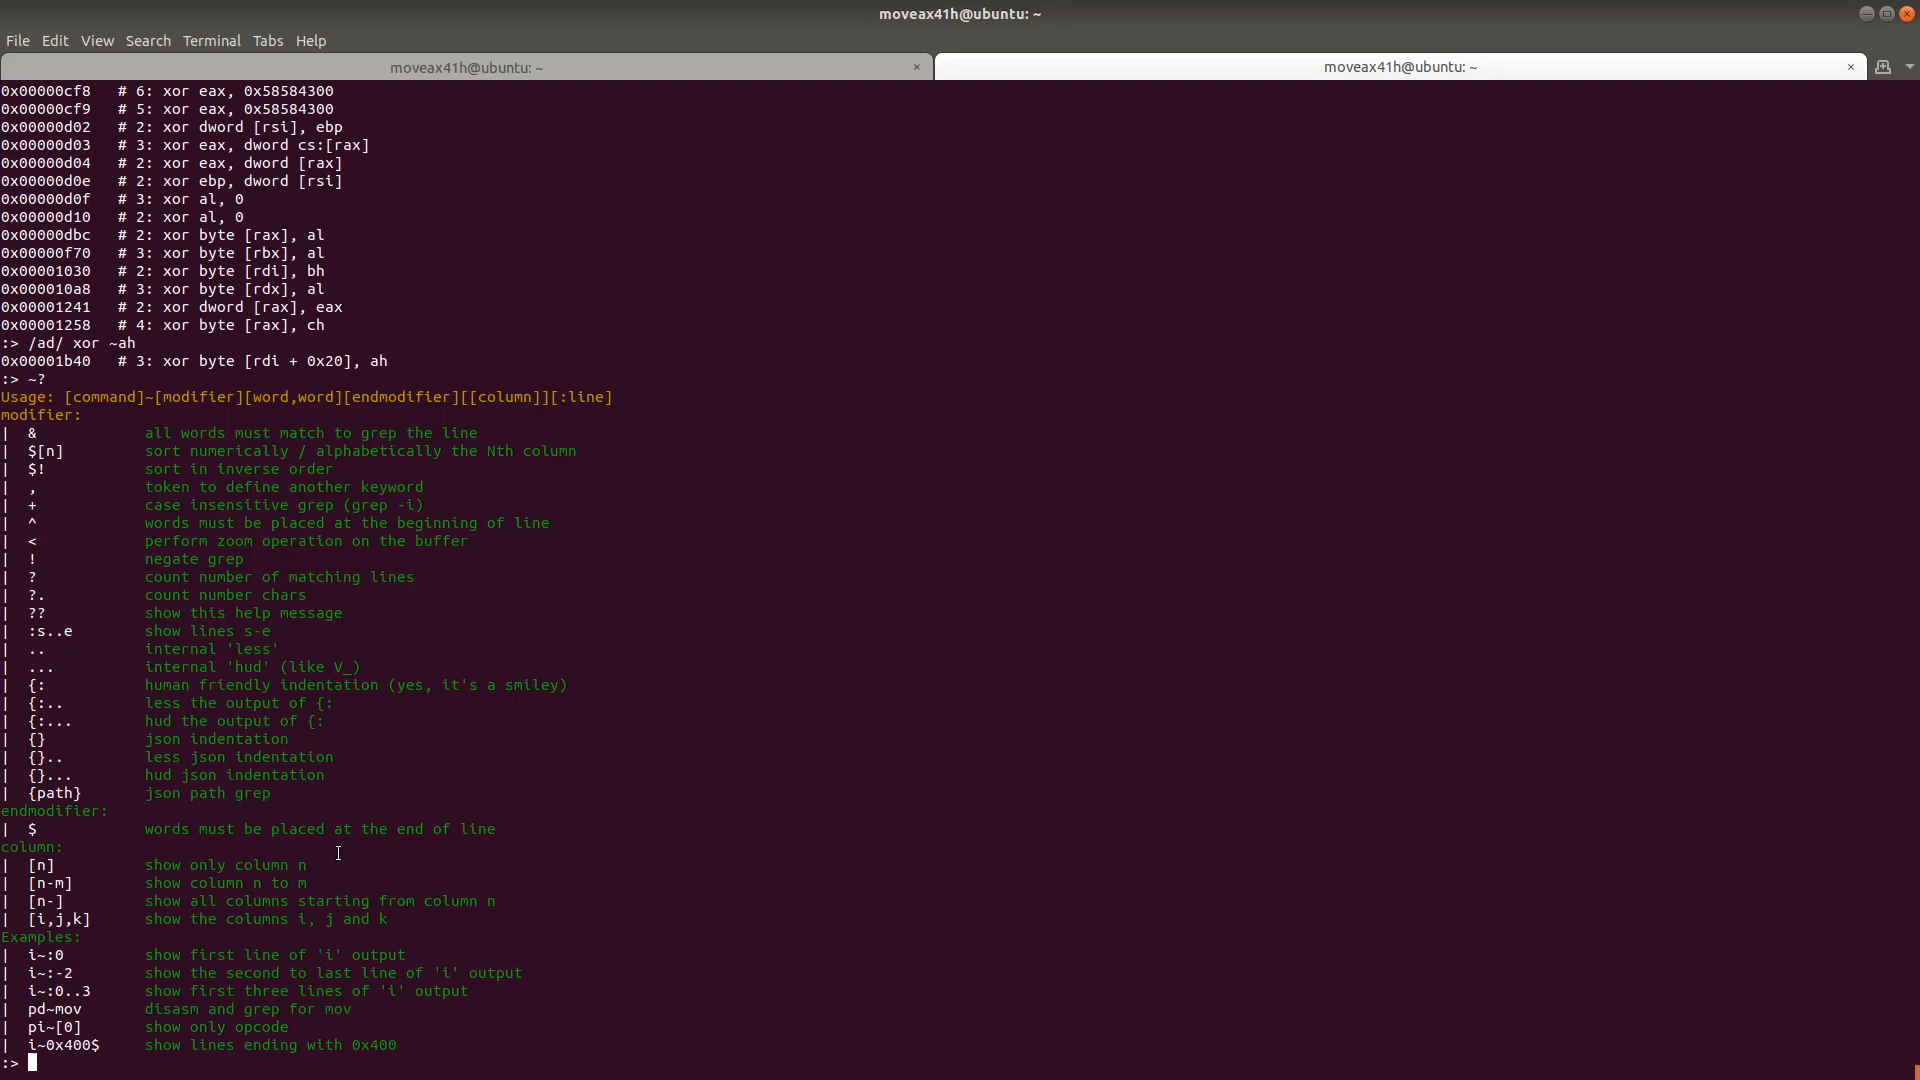 moveax41h@ubuntu: ~
File Edit View Search Terminal Tabs Help
moveax41h@ubuntu: ~ × moveax41h@ubuntu: ~ ×
0x00000cf8   # 6: xor eax, 0x58584300
0x00000cf9   # 5: xor eax, 0x58584300
0x00000d02   # 2: xor dword [rsi], ebp
0x00000d03   # 3: xor eax, dword cs:[rax]
0x00000d04   # 2: xor eax, dword [rax]
0x00000d0e   # 2: xor ebp, dword [rsi]
0x00000d0f   # 3: xor al, 0
0x00000d10   # 2: xor al, 0
0x00000dbc   # 2: xor byte [rax], al
0x00000f70   # 3: xor byte [rbx], al
0x00001030   # 2: xor byte [rdi], bh
0x000010a8   # 3: xor byte [rdx], al
0x00001241   # 2: xor dword [rax], eax
0x00001258   # 4: xor byte [rax], ch
:> /ad/ xor ~ah
0x00001b40   # 3: xor byte [rdi + 0x20], ah
:> ~?
Usage: [command]~[modifier][word,word][endmodifier][[column]][:line]
modifier:
|  &            all words must match to grep the line
|  $[n]         sort numerically / alphabetically the Nth column
|  $!           sort in inverse order
|  ,            token to define another keyword
|  +            case insensitive grep (grep -i)
|  ^            words must be placed at the beginning of line
|  <            perform zoom operation on the buffer
|  !            negate grep
|  ?            count number of matching lines
|  ?.           count number chars
|  ??           show this help message
|  :s..e        show lines s-e
|  ..           internal 'less'
|  ...          internal 'hud' (like V_)
|  {:           human friendly indentation (yes, it's a smiley)
|  {:..         less the output of {:
|  {:...        hud the output of {:
|  {}           json indentation
|  {}..         less json indentation
|  {}...        hud json indentation
|  {path}       json path grep
endmodifier:
|  $            words must be placed at the end of line
column:
|  [n]          show only column n
|  [n-m]        show column n to m
|  [n-]         show all columns starting from column n
|  [i,j,k]      show the columns i, j and k
Examples:
|  i~:0         show first line of 'i' output
|  i~:-2        show the second to last line of 'i' output
|  i~:0..3      show first three lines of 'i' output
|  pd~mov       disasm and grep for mov
|  pi~[0]       show only opcode
|  i~0x400$     show lines ending with 0x400
:>